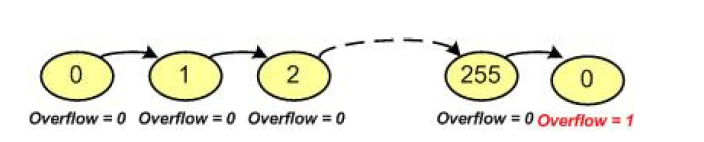 0 1 2 255 0
Overflow = 0 Overflow = 0 Overflow = 0 Overflow = 0 Overflow = 1